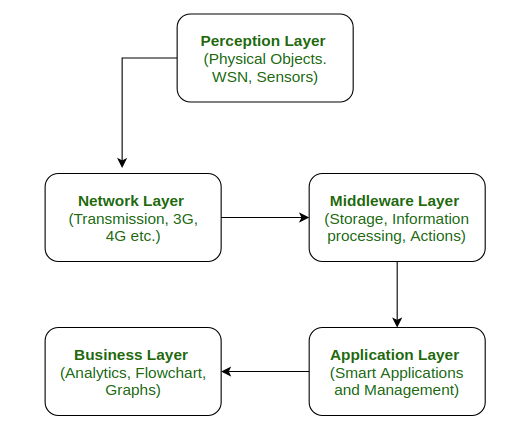 Perception Layer
(Physical Objects.
WSN, Sensors)
Network Layer
(Transmission, 3G,
4G etc.)
Middleware Layer
(Storage, Information
processing, Actions)
Business Layer
(Analytics, Flowchart,
Graphs)
Application Layer
(Smart Applications
and Management)